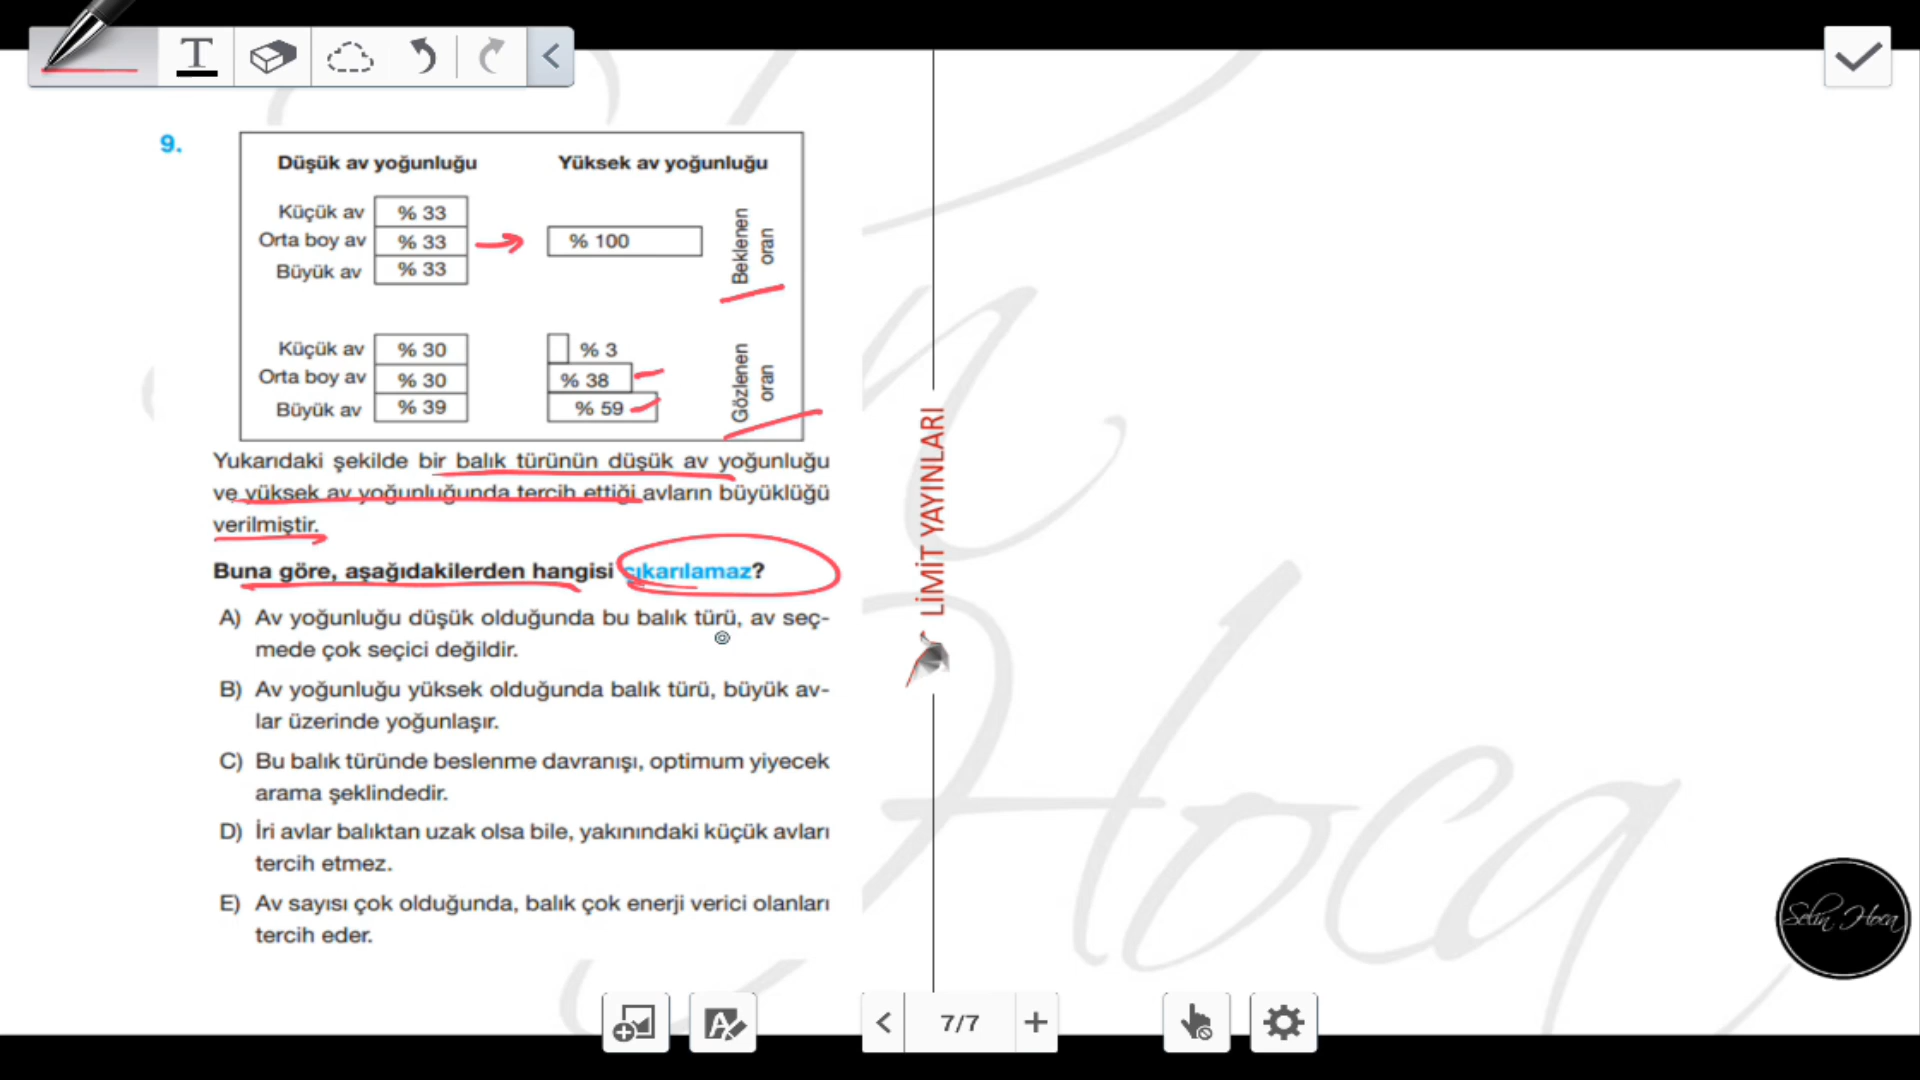 T
9.
Düşük av yoğunluğu
Yüksek av yoğunluğu
Küçük av % 33
Orta boy av % 33
Büyük av % 33
% 100
Beklenen
oran
Küçük av % 30
Orta boy av % 30
Büyük av % 39
% 3
% 38
% 59
Gözlenen
oran
Yukarıdaki şekilde bir balık türünün düşük av yoğunluğu
ve yüksek av yoğunluğunda tercih ettiği avların büyüklüğü
verilmiştir.
Buna göre, aşağıdakilerden hangisi çıkarılamaz?
A) Av yoğunluğu düşük olduğunda bu balık türü, av seç-
mede çok seçici değildir.
B) Av yoğunluğu yüksek olduğunda balık türü, büyük av-
lar üzerinde yoğunlaşır.
C) Bu balık türünde beslenme davranışı, optimum yiyecek
arama şeklindedir.
D) İri avlar balıktan uzak olsa bile, yakınındaki küçük avları
tercih etmez.
E) Av sayısı çok olduğunda, balık çok enerji verici olanları
tercih eder.
LİMİT YAYINLARI
Hoca
Selin Hoca
A
7/7